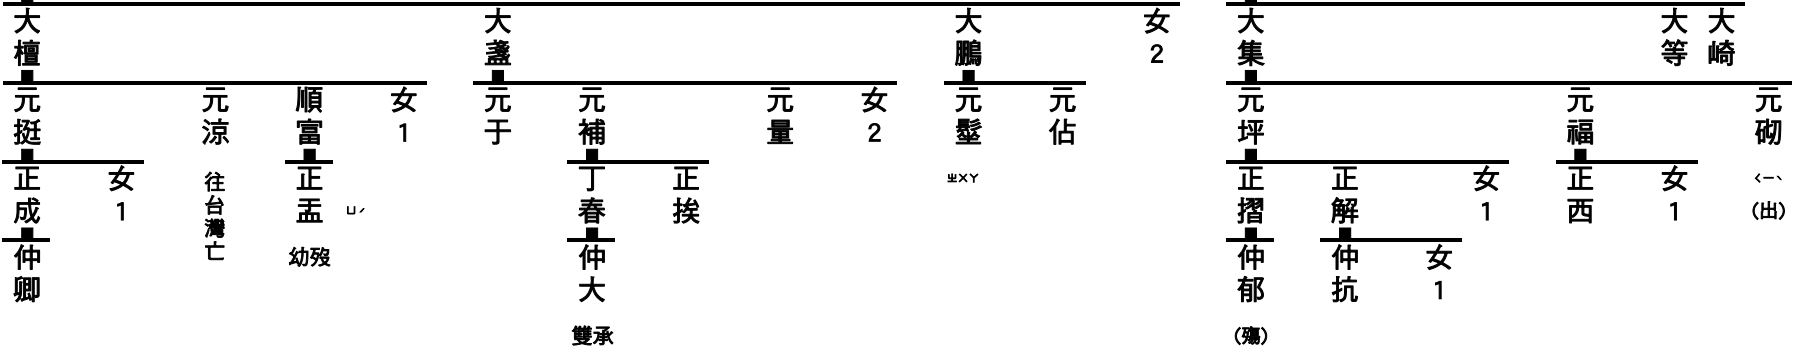 大檀
大盞
大鵬
女2
大集
大等
大崎
元挺
元涼
往台灣亡
順富
女1
元于
元補
元量
女2
元髽
ㄓㄨㄚ
元佔
元坪
元福
元砌
ㄑㄧˋ
(出)
正成
女1
正盂
ㄩˊ
幼歿
丁春
正挨
正摺
正解
女1
正西
女1
仲卿
仲大
雙承
仲郁
(殤)
仲抗
女1